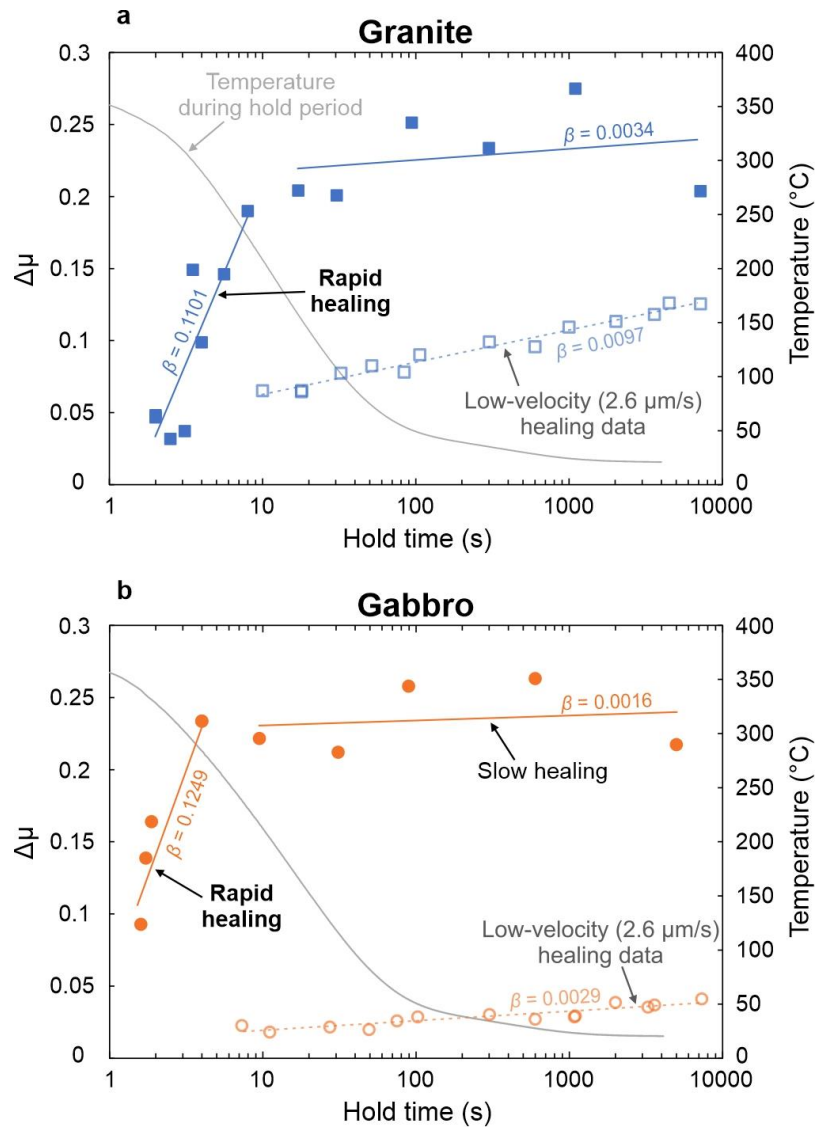 a
Granite
0.3
0.25
0.2
0.15
0.1
0.05
0
Δμ
400
350
300
250
200
150
100
50
0
Temperature (°C)
Temperature
during hold period
β = 0.0034
Rapid
healing
β = 0.1101
β = 0.0097
Low-velocity (2.6 μm/s)
healing data
1
10
100
1000
10000
Hold time (s)
b
Gabbro
0.3
0.25
0.2
0.15
0.1
0.05
0
Δμ
400
350
300
250
200
150
100
50
0
Temperature (°C)
β = 0.0016
Slow healing
β = 0.1249
Rapid
healing
Low-velocity (2.6 μm/s)
healing data
β = 0.0029
1
10
100
1000
10000
Hold time (s)